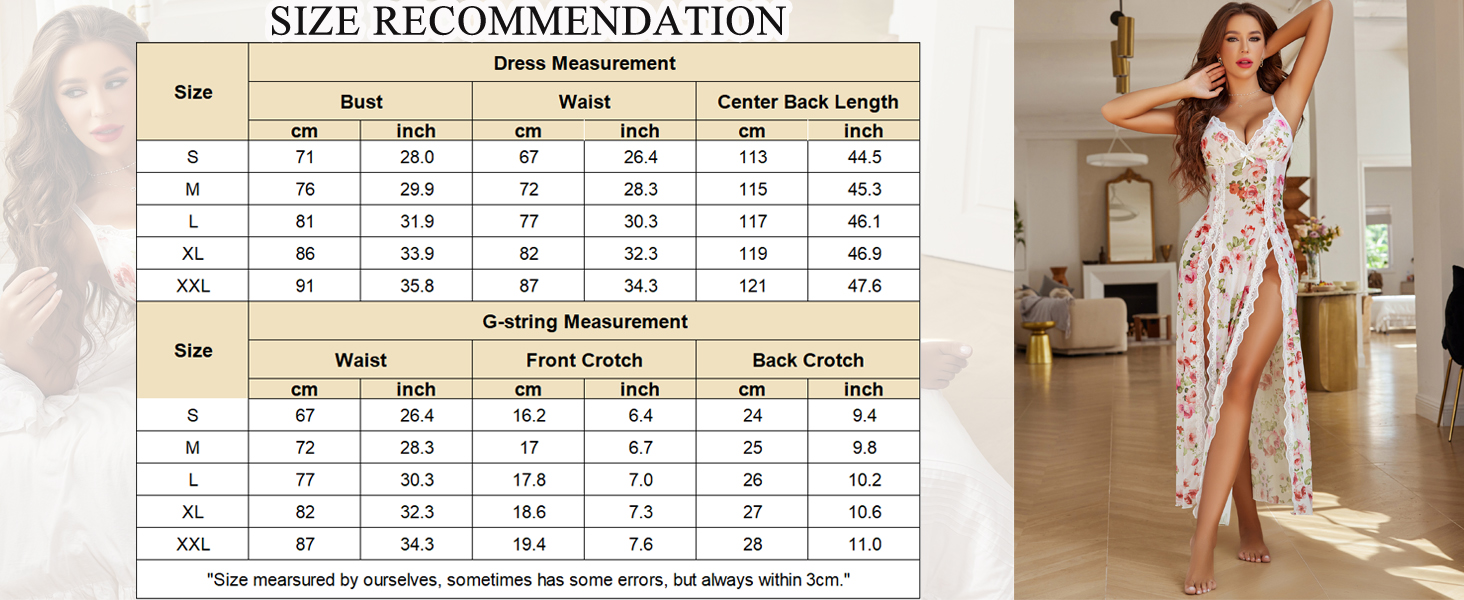 SIZE RECOMMENDATION
Size Dress Measurement
Bust Waist Center Back Length
cm inch cm inch cm inch
S 71 28.0 67 26.4 113 44.5
M 76 29.9 72 28.3 115 45.3
L 81 31.9 77 30.3 117 46.1
XL 86 33.9 82 32.3 119 46.9
XXL 91 35.8 87 34.3 121 47.6
Size G-string Measurement
Waist Front Crotch Back Crotch
cm inch cm inch cm inch
S 67 26.4 16.2 6.4 24 9.4
M 72 28.3 17 6.7 25 9.8
L 77 30.3 17.8 7.0 26 10.2
XL 82 32.3 18.6 7.3 27 10.6
XXL 87 34.3 19.4 7.6 28 11.0
"Size mearsured by ourselves, sometimes has some errors, but always within 3cm."